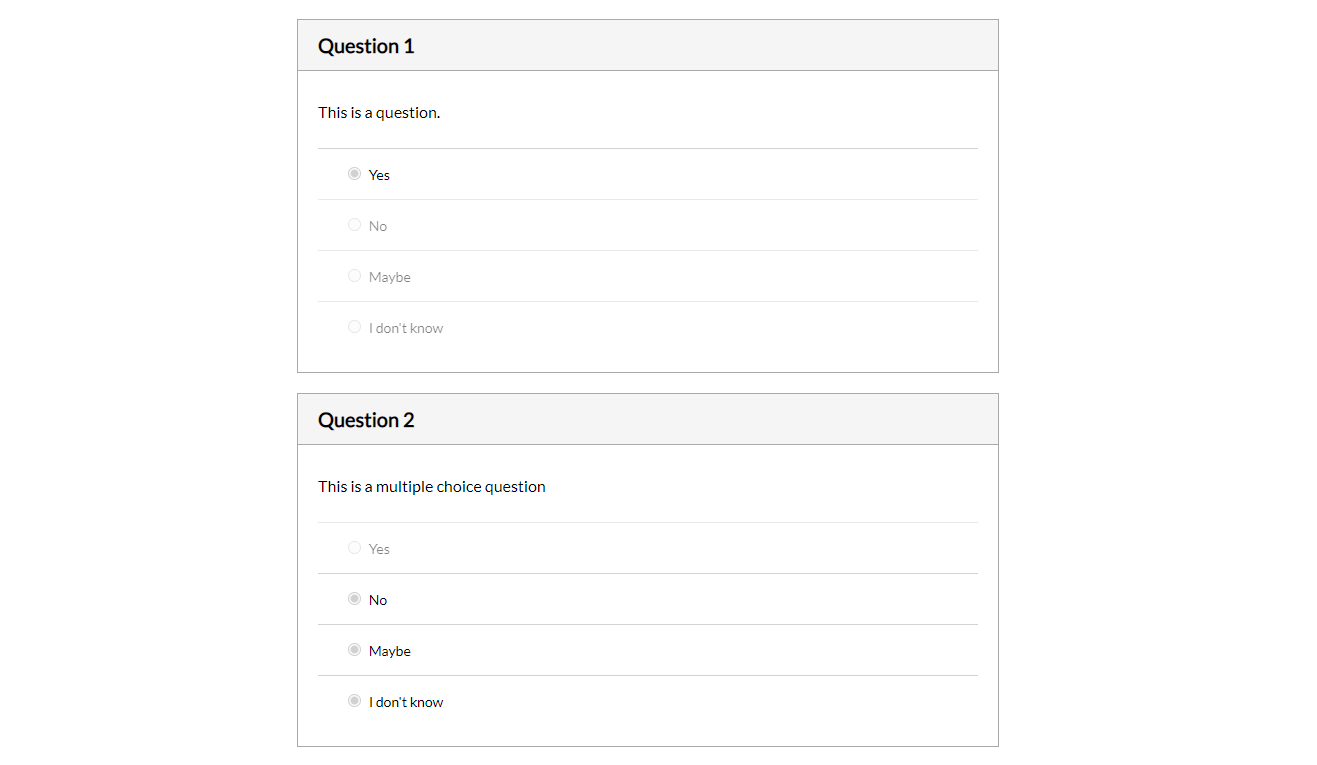 Question 1
This is a question.
Yes
No
Maybe
I don't know
Question 2
This is a multiple choice question
Yes
No
Maybe
I don't know